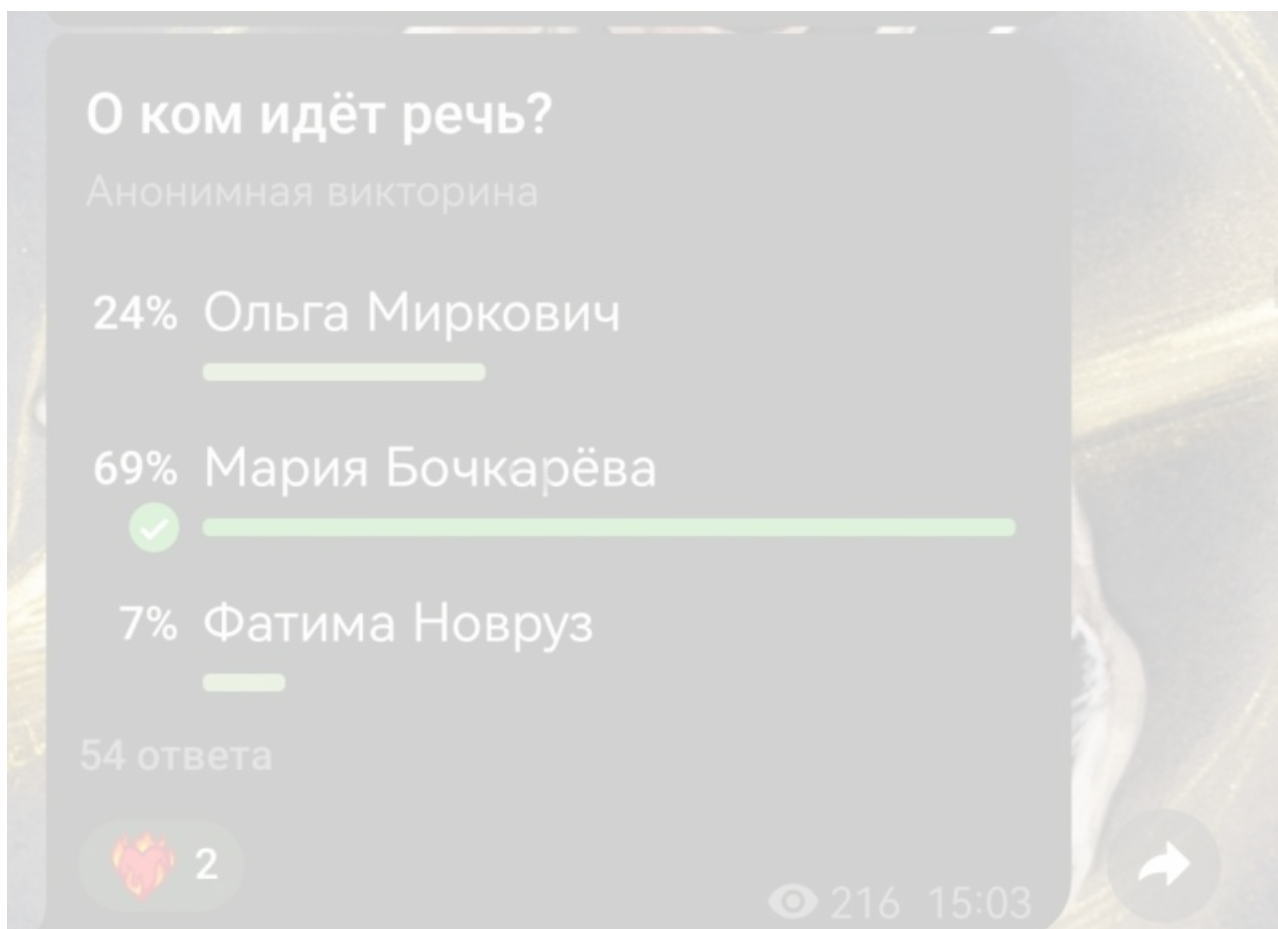 О ком идёт речь?
Анонимная викторина
24% Ольга Миркович
69% Мария Бочкарёва
7% Фатима Новруз
54 ответа
2
216 15:03